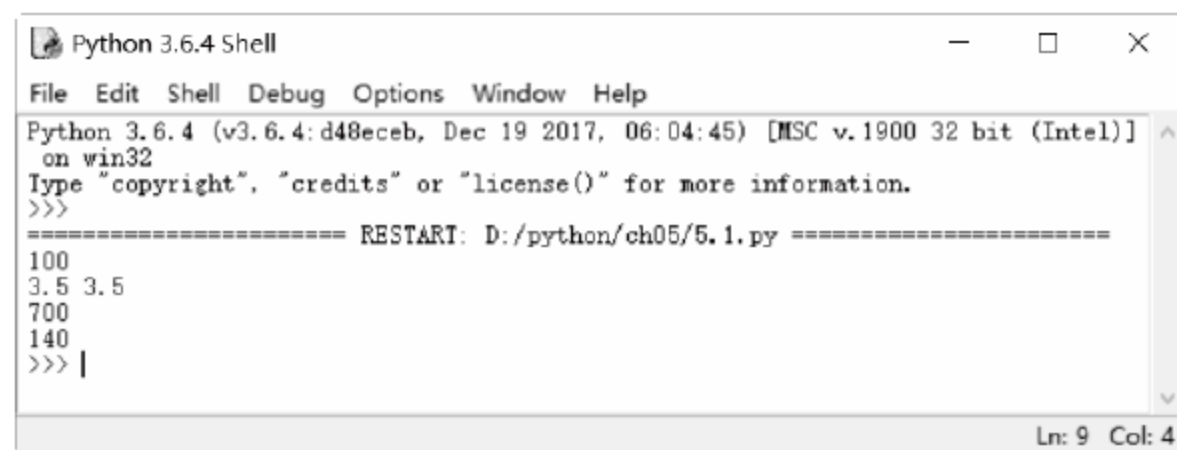 Python 3.6.4 Shell
File Edit Shell Debug Options Window Help
Python 3.6.4 (v3.6.4:d48eceb, Dec 19 2017, 06:04:45) [MSC v.1900 32 bit (Intel)]
on win32
Type "copyright", "credits" or "license()" for more information.
>>>
======================= RESTART: D:/python/ch05/5.1.py =======================
100
3.5 3.5
700
140
>>>
Ln: 9 Col: 4